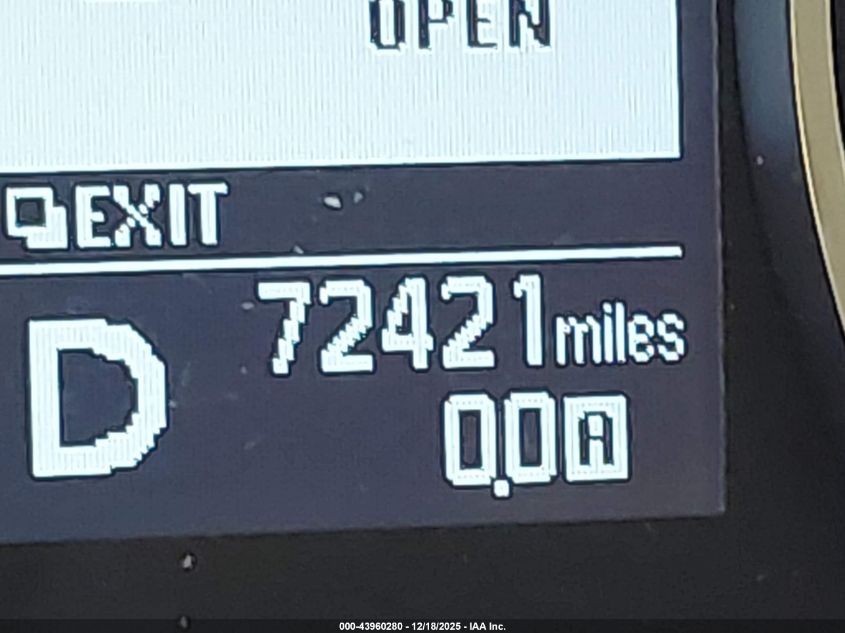 OPEN
EXIT
72421 miles
D
0.0 A
000-43960280 - 12/18/2025 - IAA Inc.